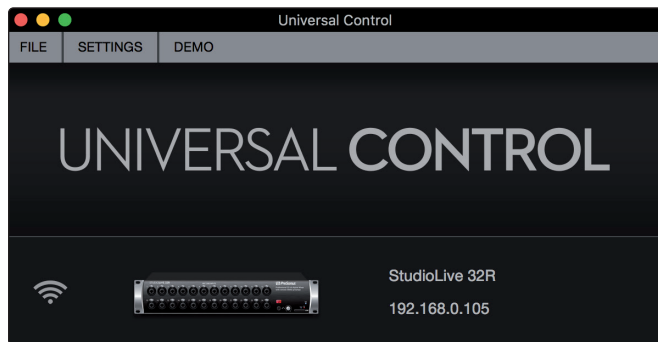 Universal Control
FILE SETTINGS DEMO
UNIVERSAL CONTROL
StudioLive 32R
192.168.0.105